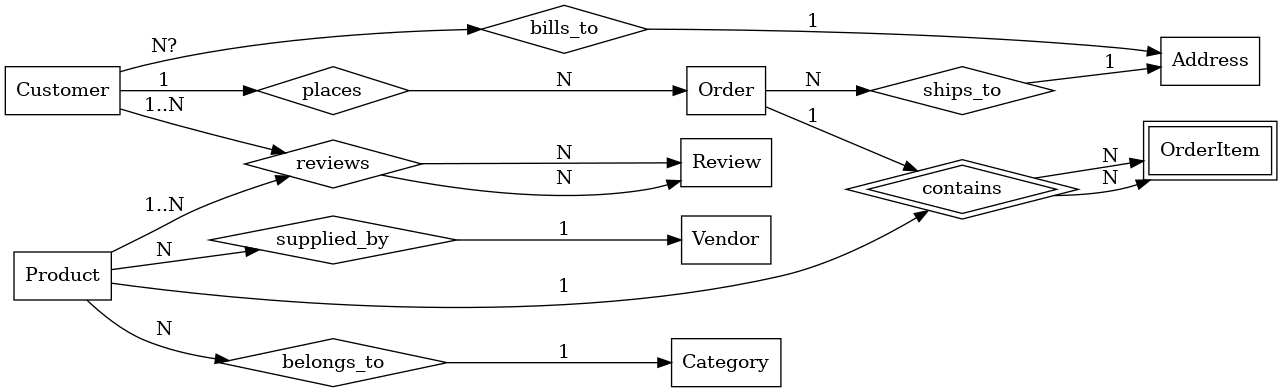 bills_to
1
N?
Address
1
Customer
1
places
N
Order
N
ships_to
1..N
1
OrderItem
reviews
N
Review
N
N
contains
N
1..N
supplied_by
1
Vendor
N
Product
1
N
belongs_to
1
Category